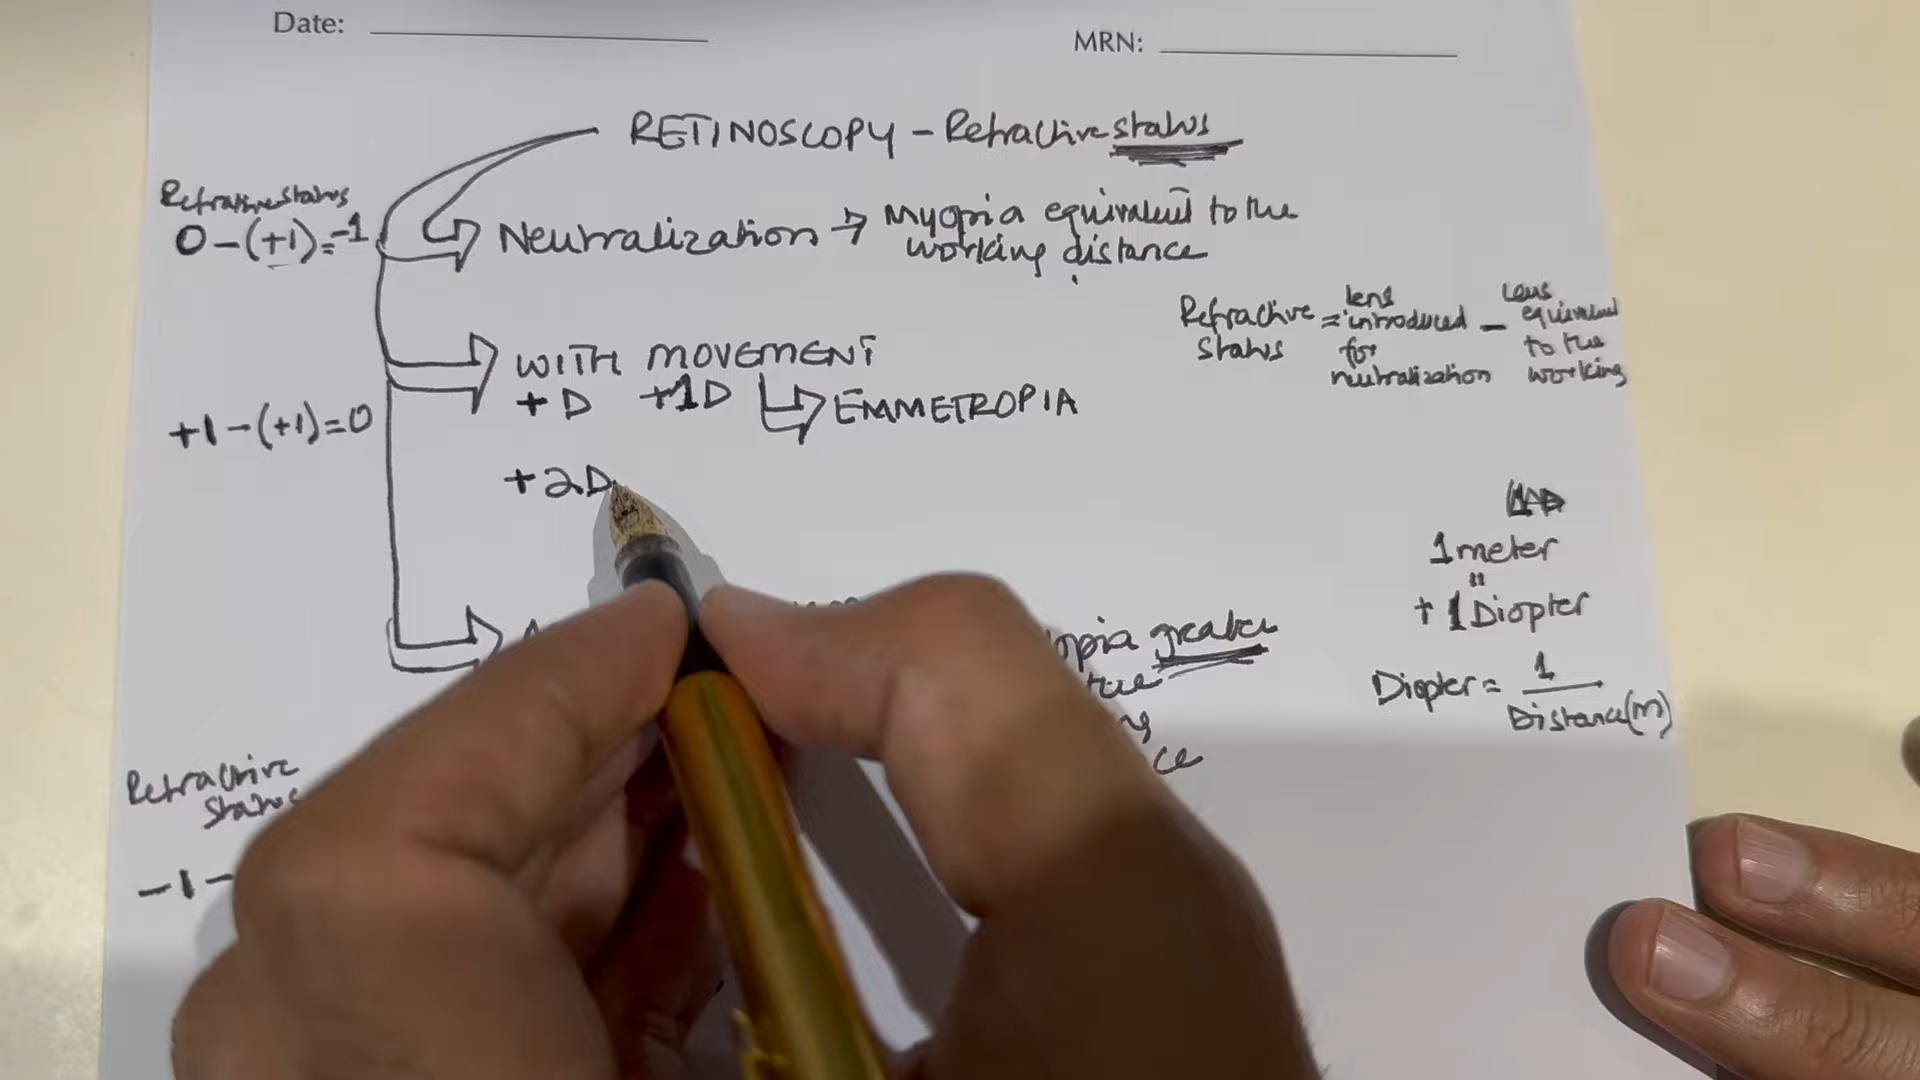 Date:
MRN:
RETINOSCOPY - Refractive status
Refractive status
0 - (+1) = -1
Neutralization → Myopia equivalent to the
working distance
Refractive status = lens introduced for neutralization - Lens equivalent to the working
WITH MOVEMENT
+ D +1D EMMETROPIA
+1 - (+1) = 0
+2D
1 meter
=
+ 1 Diopter
greater
the
Diopter = 1
Distance(m)
Refractive
status
-1 -